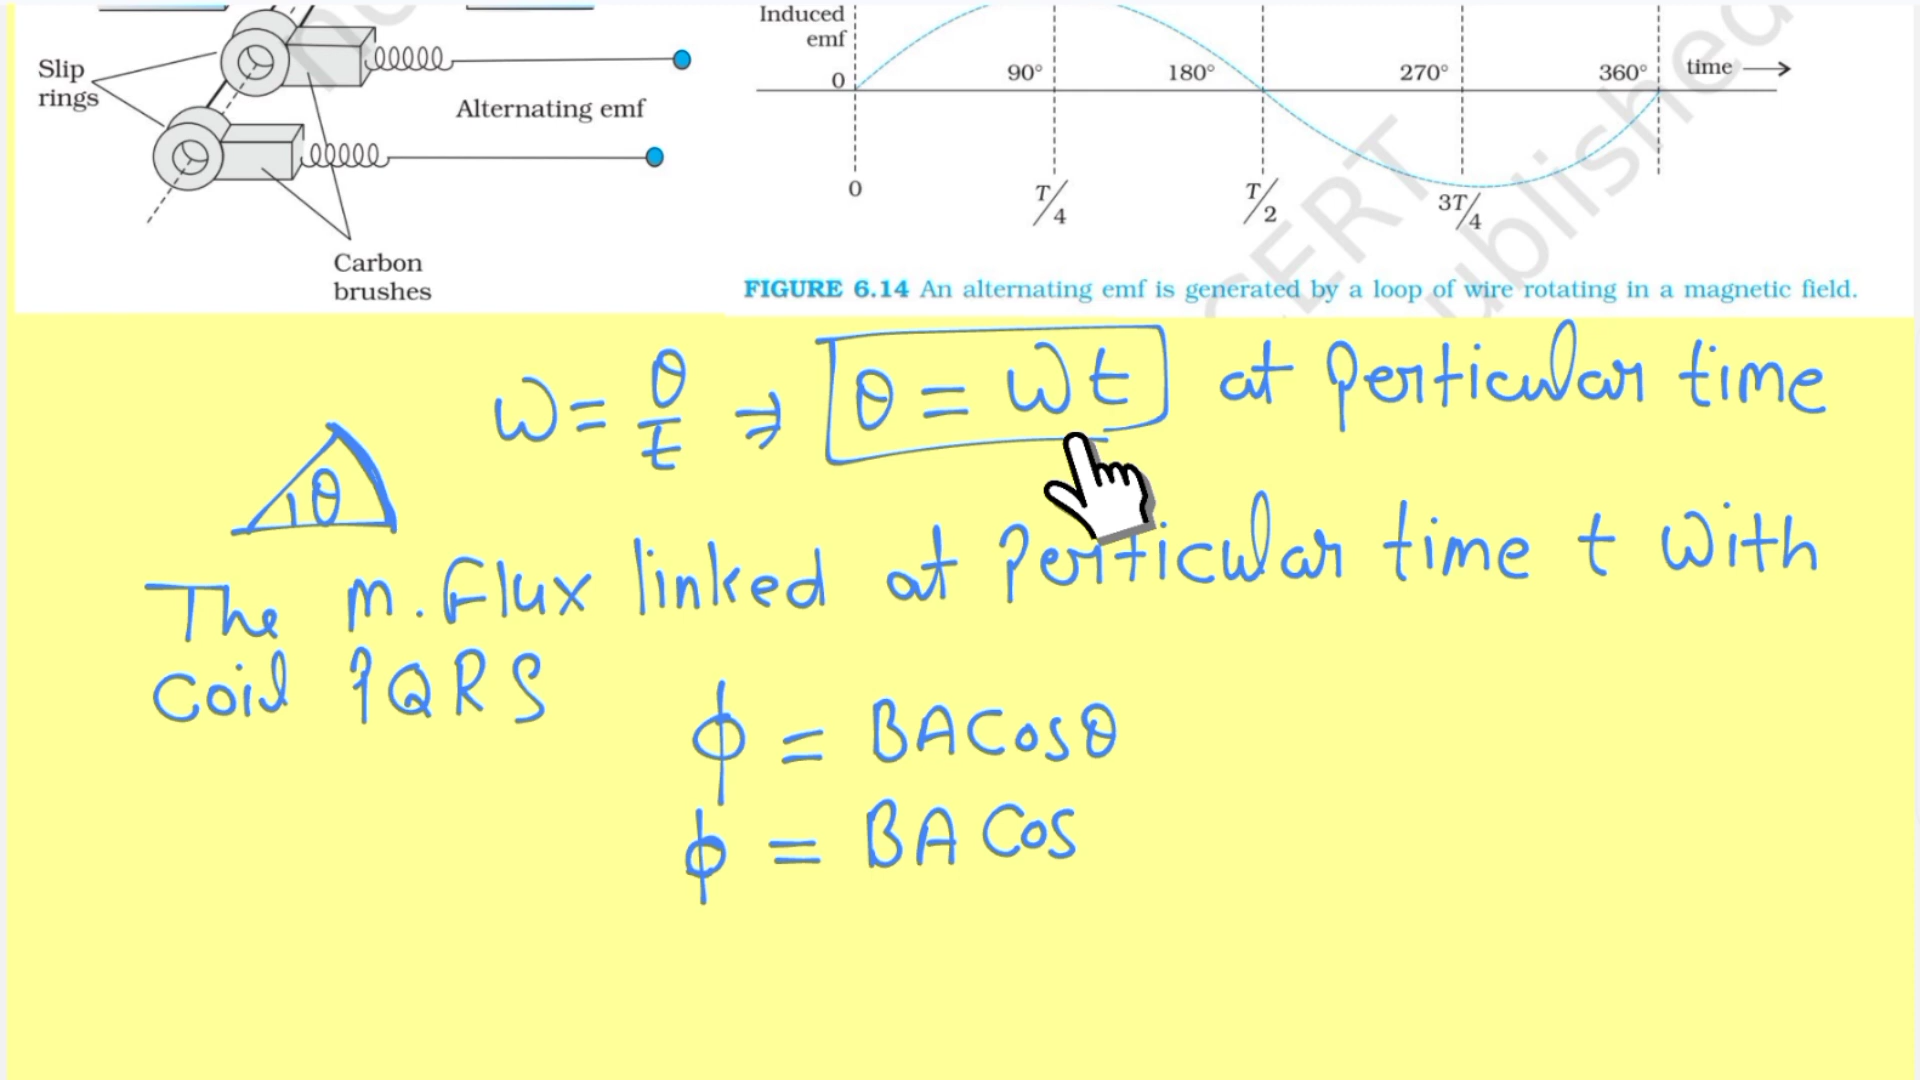 Induced
emf
0
90°
180°
270°
360°
time
Slip
rings
Alternating emf
0
T/4
T/2
3T/4
Carbon
brushes
FIGURE 6.14 An alternating emf is generated by a loop of wire rotating in a magnetic field.
ω = θ/t ⇒ θ = ωt at Perticular time
θ
The m. Flux linked at Perticular time t with
coil PQRS
ϕ = BACosθ
ϕ = BA Cos